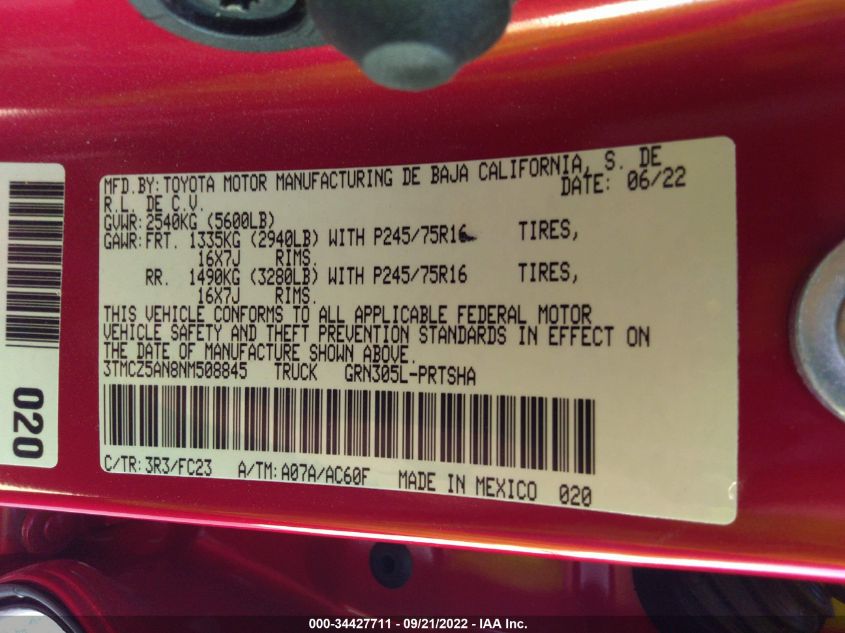 MFD. BY: TOYOTA MOTOR MANUFACTURING DE BAJA CALIFORNIA, S. DE
R.L. DE C.V. DATE: 06/22
GVWR: 2540KG (5600LB)
GAWR: FRT. 1335KG (2940LB) WITH P245/75R16 TIRES,
16X7J RIMS.
RR. 1490KG (3280LB) WITH P245/75R16 TIRES,
16X7J RIMS.
THIS VEHICLE CONFORMS TO ALL APPLICABLE FEDERAL MOTOR
VEHICLE SAFETY AND THEFT PREVENTION STANDARDS IN EFFECT ON
THE DATE OF MANUFACTURE SHOWN ABOVE.
3TMCZ5AN8NM508845 TRUCK GRN305L-PRTSHA
C/TR: 3R3/FC23 A/TM: A07A/AC60F MADE IN MEXICO 020
020
000-34427711 - 09/21/2022 - IAA Inc.